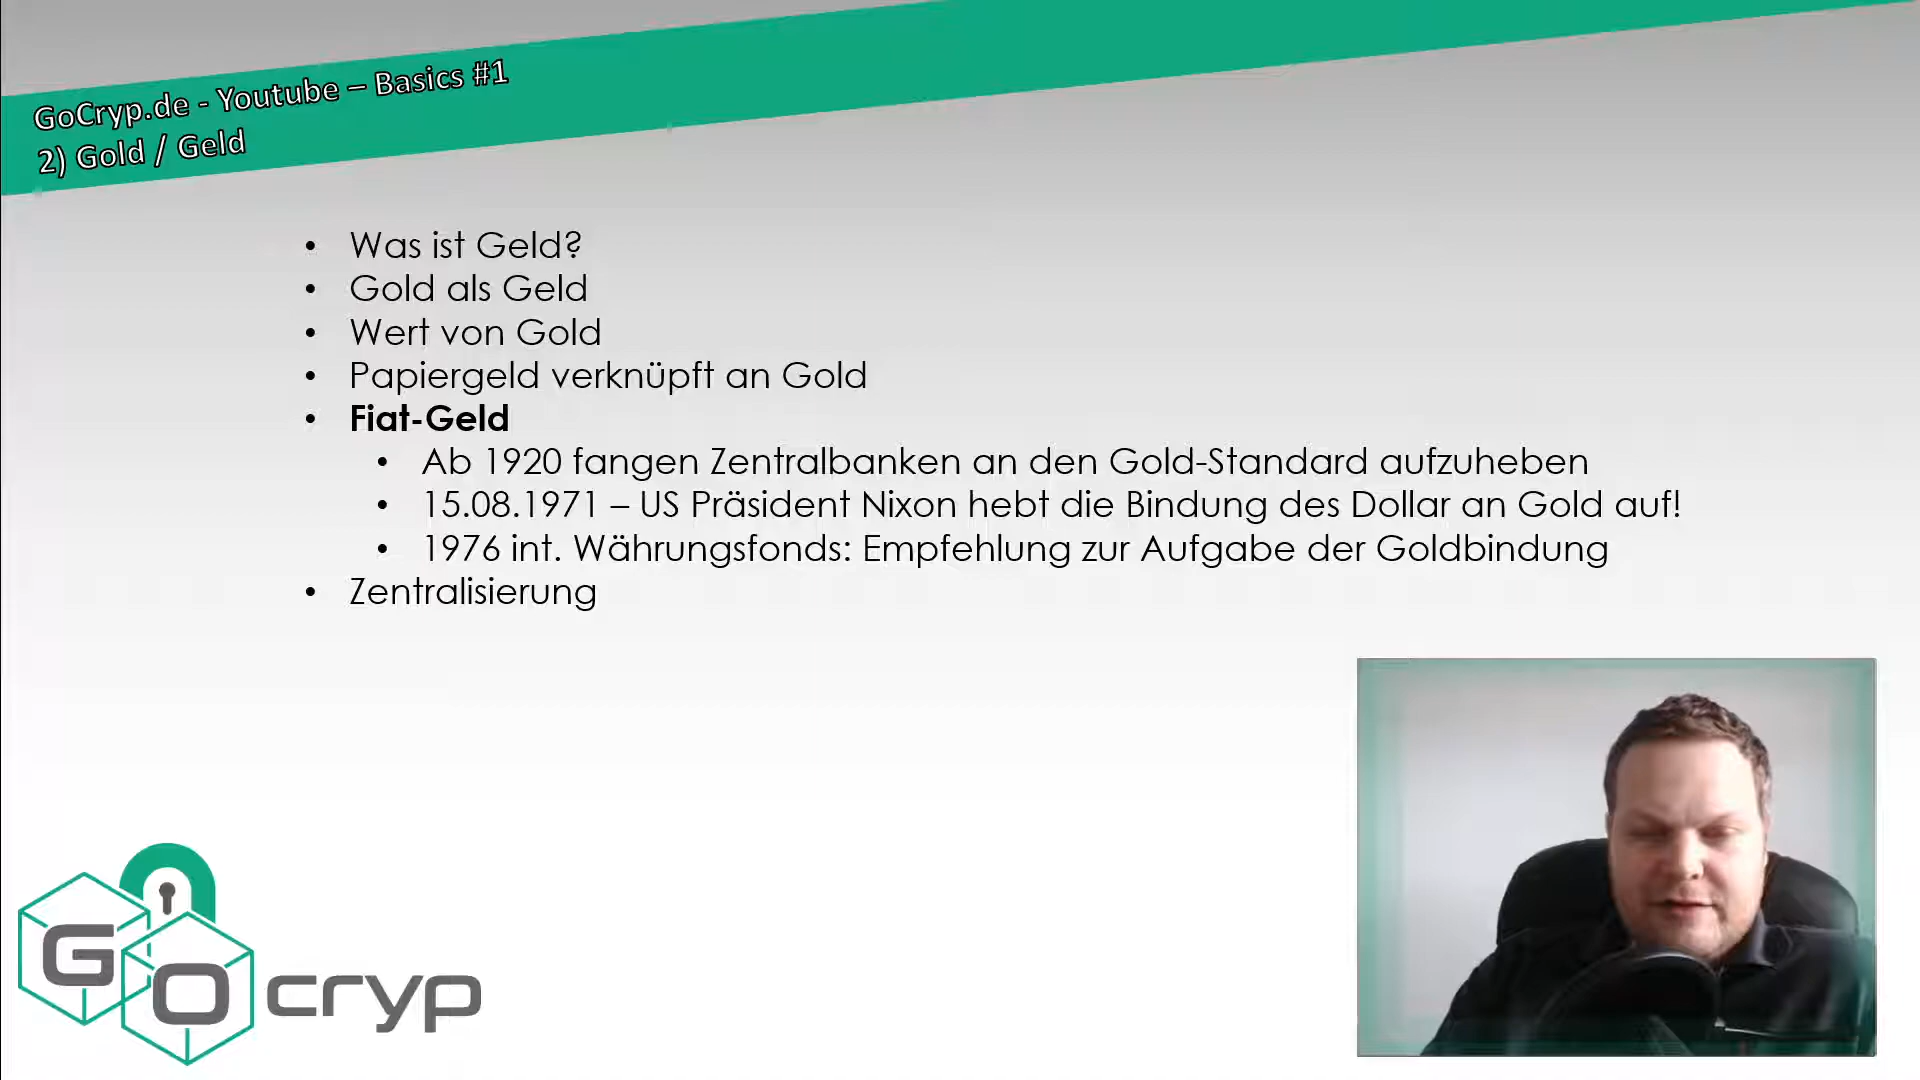 GoCryp.de - Youtube – Basics #1
2) Gold / Geld
• Was ist Geld?
• Gold als Geld
• Wert von Gold
• Papiergeld verknüpft an Gold
• Fiat-Geld
• Ab 1920 fangen Zentralbanken an den Gold-Standard aufzuheben
• 15.08.1971 – US Präsident Nixon hebt die Bindung des Dollar an Gold auf!
• 1976 int. Währungsfonds: Empfehlung zur Aufgabe der Goldbindung
• Zentralisierung
GO cryp